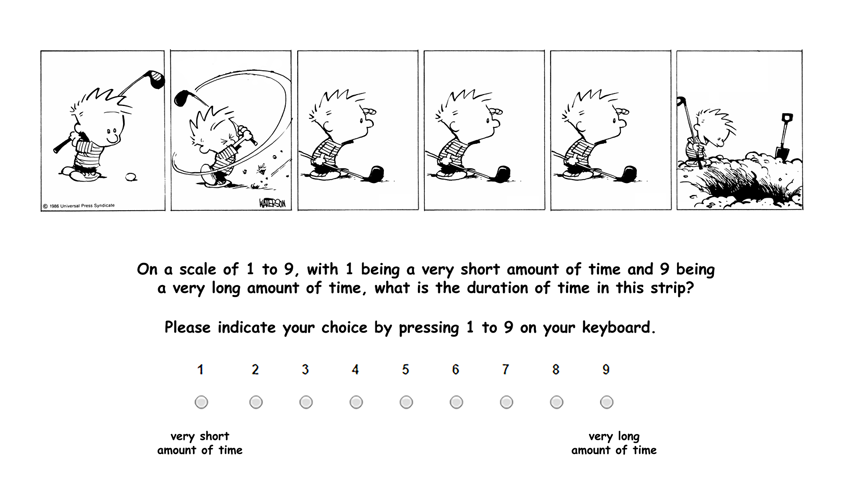 © 1986 Universal Press Syndicate
WATTERSON
On a scale of 1 to 9, with 1 being a very short amount of time and 9 being
a very long amount of time, what is the duration of time in this strip?
Please indicate your choice by pressing 1 to 9 on your keyboard.
1 2 3 4 5 6 7 8 9
very short very long
amount of time amount of time